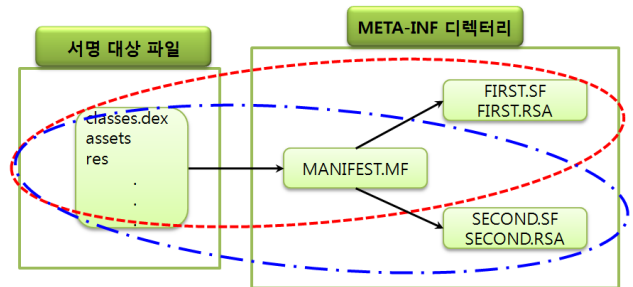 서명 대상 파일
META-INF 디렉터리
classes.dex
assets
res
.
.
.
MANIFEST.MF
FIRST.SF
FIRST.RSA
SECOND.SF
SECOND.RSA